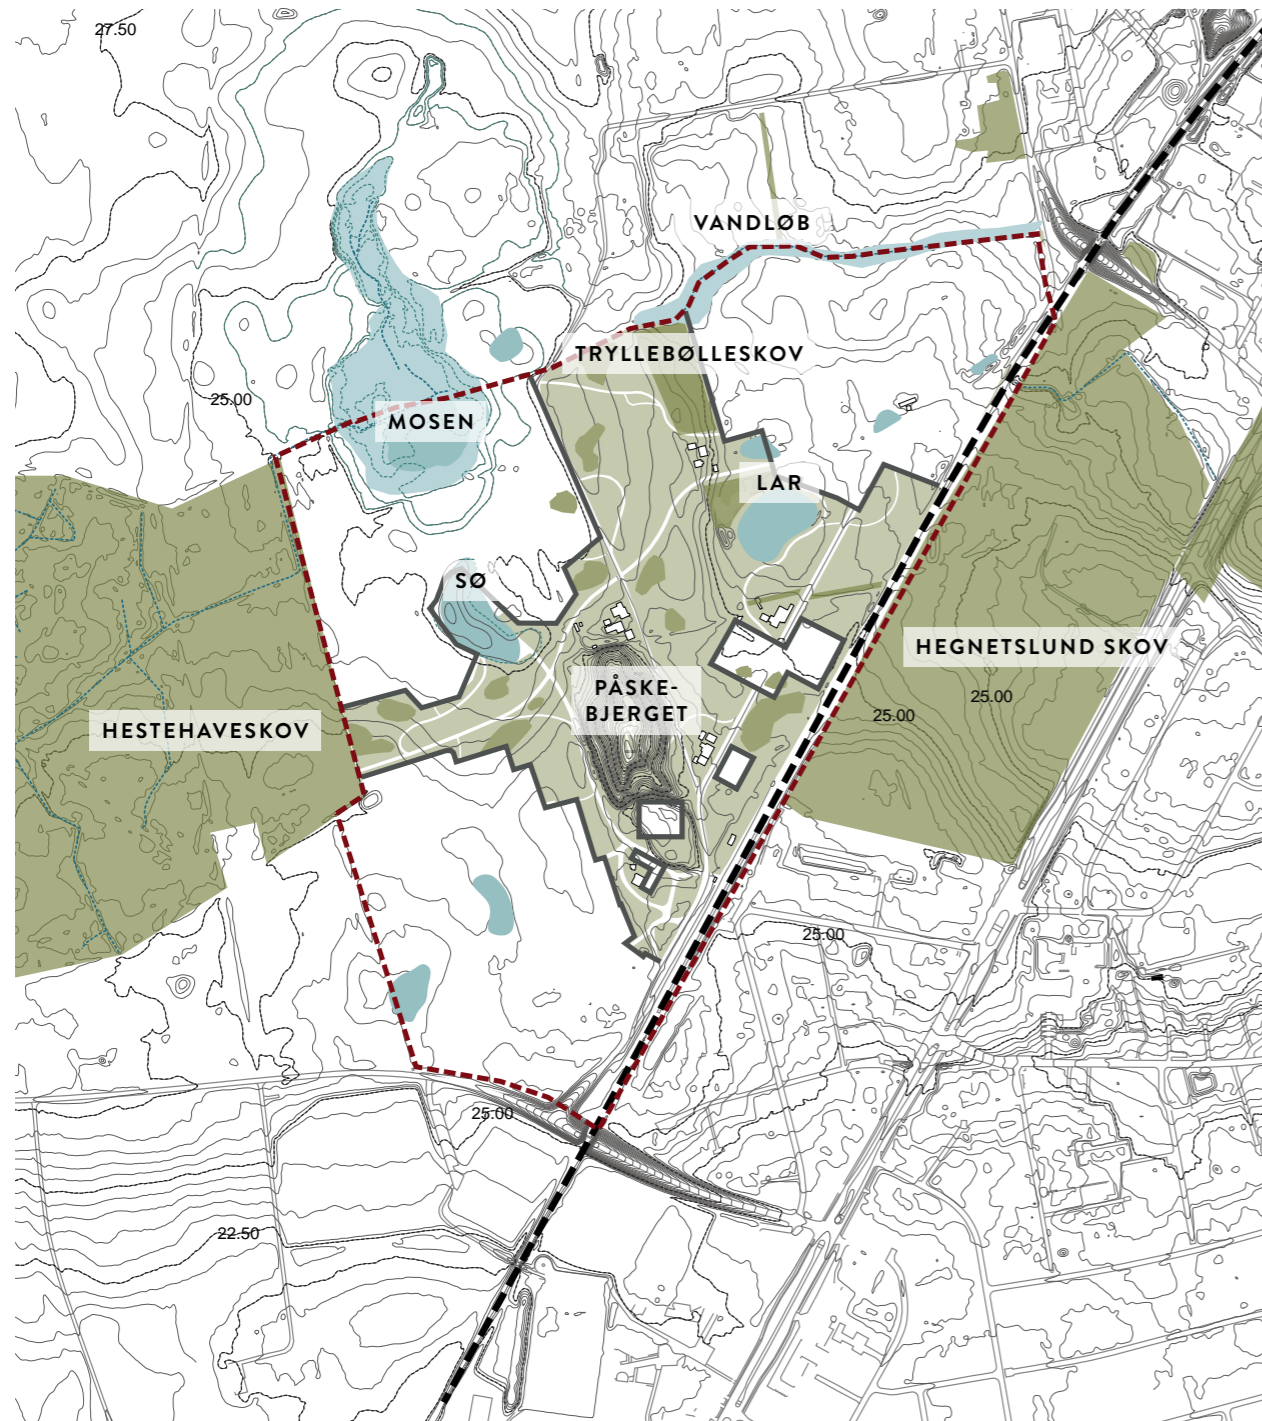 27.50
VANDLØB
TRYLLEBØLLESKOV
25.00
MOSEN
LAR
SØ
HEGNETSLUND SKOV
PÅSKE-
BJERGET
25.00
25.00
HESTEHAVESKOV
25.00
25.00
22.50